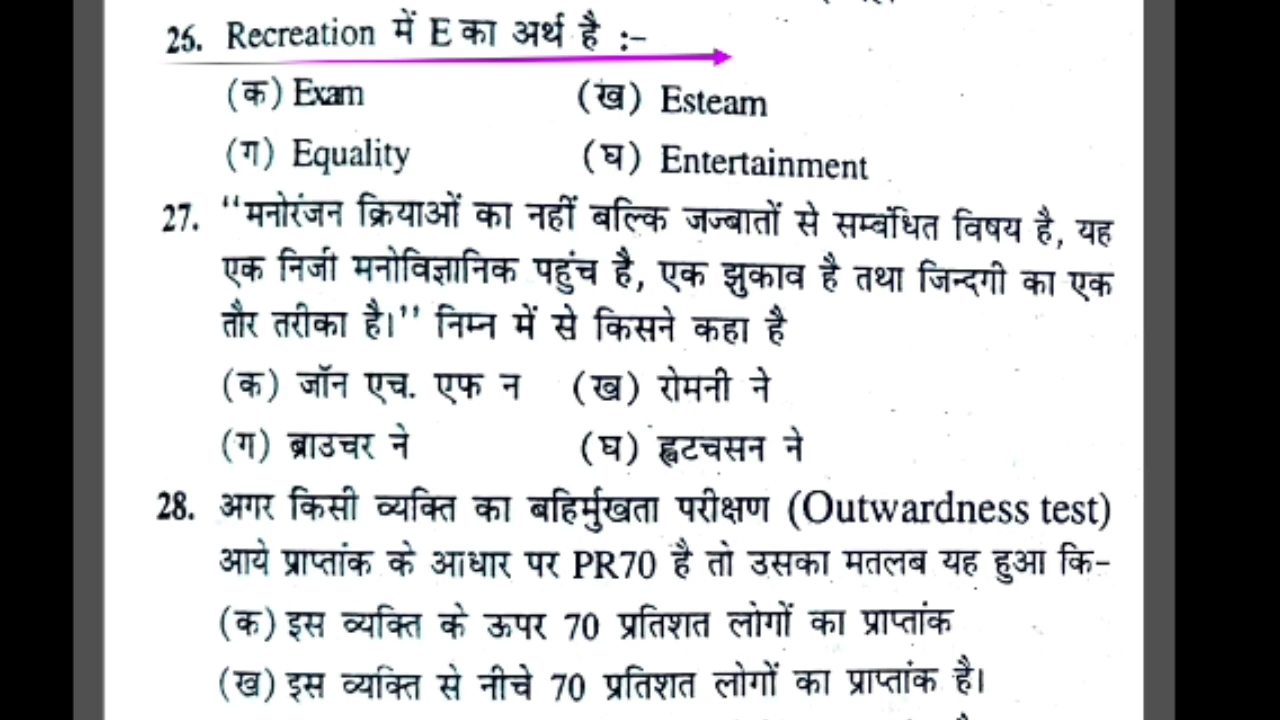 26. Recreation में E का अर्थ है :-
(क) Exam (ख) Esteam
(ग) Equality (घ) Entertainment
27. "मनोरंजन क्रियाओं का नहीं बल्कि जज्बातों से सम्बंधित विषय है, यह
एक निजी मनोविज्ञानिक पहुंच है, एक झुकाव है तथा जिन्दगी का एक
तौर तरीका है।" निम्न में से किसने कहा है
(क) जॉन एच. एफ न (ख) रोमनी ने
(ग) ब्राउचर ने (घ) ह्वटचसन ने
28. अगर किसी व्यक्ति का बहिर्मुखता परीक्षण (Outwardness test)
आये प्राप्तांक के आधार पर PR70 है तो उसका मतलब यह हुआ कि-
(क) इस व्यक्ति के ऊपर 70 प्रतिशत लोगों का प्राप्तांक
(ख) इस व्यक्ति से नीचे 70 प्रतिशत लोगों का प्राप्तांक है।